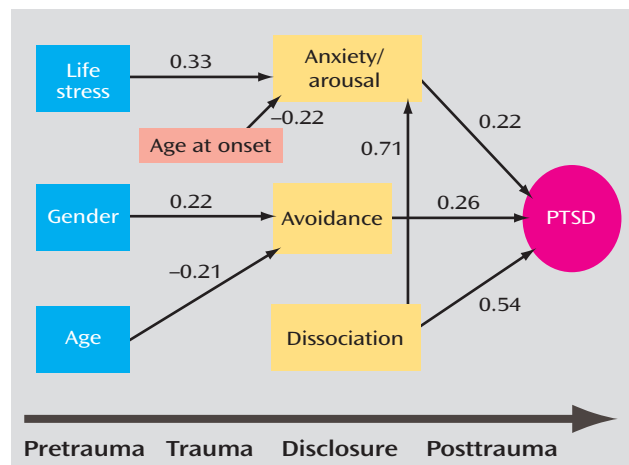 Life
stress
0.33
Anxiety/
arousal
–0.22
Age at onset
0.71
0.22
Gender
0.22
Avoidance
0.26
PTSD
–0.21
Age
Dissociation
0.54
Pretrauma Trauma Disclosure Posttrauma